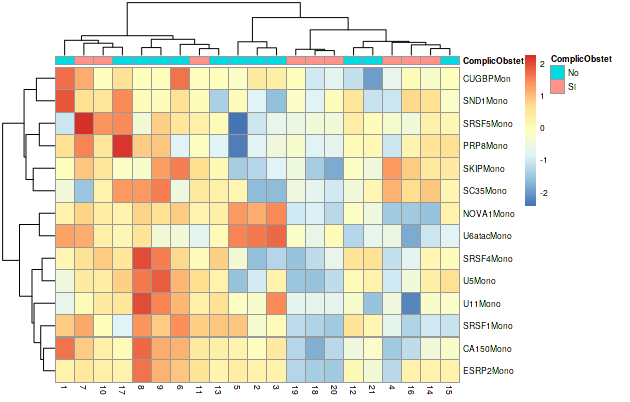 ComplicObstet
ComplicObstet
No
SI
2
1
0
-1
-2
CUGBPMon
SND1Mono
SRSF5Mono
PRP8Mono
SKIPMono
SC35Mono
NOVA1Mono
U6atacMono
SRSF4Mono
U5Mono
U11Mono
SRSF1Mono
CA150Mono
ESRP2Mono
1 7 10 17 8 9 6 11 13 5 2 3 19 18 20 12 21 4 16 14 15